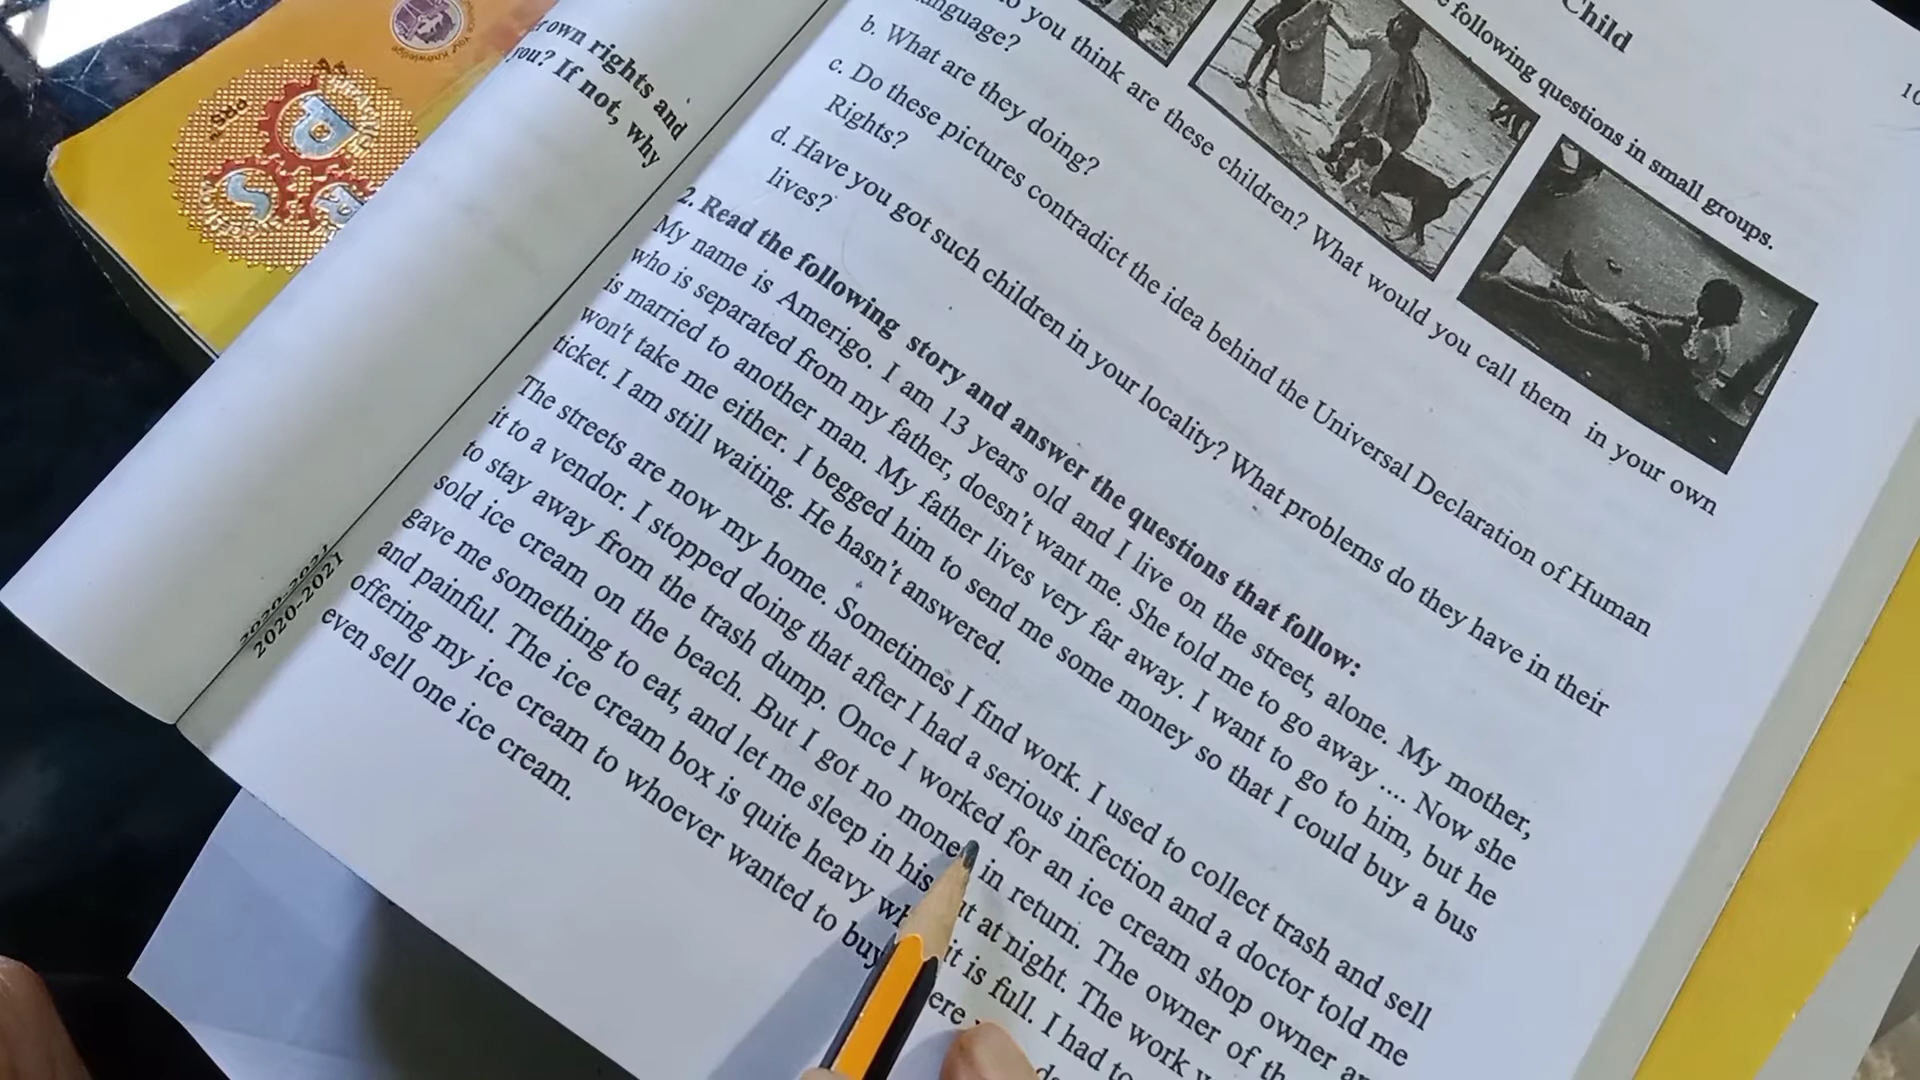 r own rights and
you? If not, why
2020-2021
2020-2021
Child
10
following questions in small groups.
you think are these children? What would you call them in your own
language?
b. What are they doing?
c. Do these pictures contradict the idea behind the Universal Declaration of Human
Rights?
d. Have you got such children in your locality? What problems do they have in their
lives?
2. Read the following story and answer the questions that follow:
My name is Amerigo. I am 13 years old and I live on the street, alone. My mother,
who is separated from my father, doesn't want me. She told me to go away .... Now she
is married to another man. My father lives very far away. I want to go to him, but he
won't take me either. I begged him to send me some money so that I could buy a bus
ticket. I am still waiting. He hasn't answered.
The streets are now my home. Sometimes I find work. I used to collect trash and sell
it to a vendor. I stopped doing that after I had a serious infection and a doctor told me
to stay away from the trash dump. Once I worked for an ice cream shop owner
sold ice cream on the beach. But I got no money in return. The owner of
gave me something to eat, and let me sleep in his at night. The work
and painful. The ice cream box is quite heavy it is full. I had to
offering my ice cream to whoever wanted to buy
even sell one ice cream.